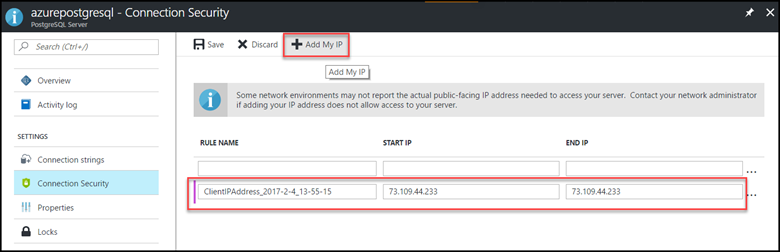 azurepostgresql - Connection Security
PostgreSQL Server
Search (Ctrl+/)
Save
Discard
Add My IP
Add My IP
Overview
Activity log
SETTINGS
Connection strings
Connection Security
Properties
Locks
Some network environments may not report the actual public-facing IP address needed to access your server. Contact your network administrator
if adding your IP address does not allow access to your server.
RULE NAME START IP END IP
...
ClientIPAddress_2017-2-4_13-55-15 73.109.44.233 73.109.44.233 ...